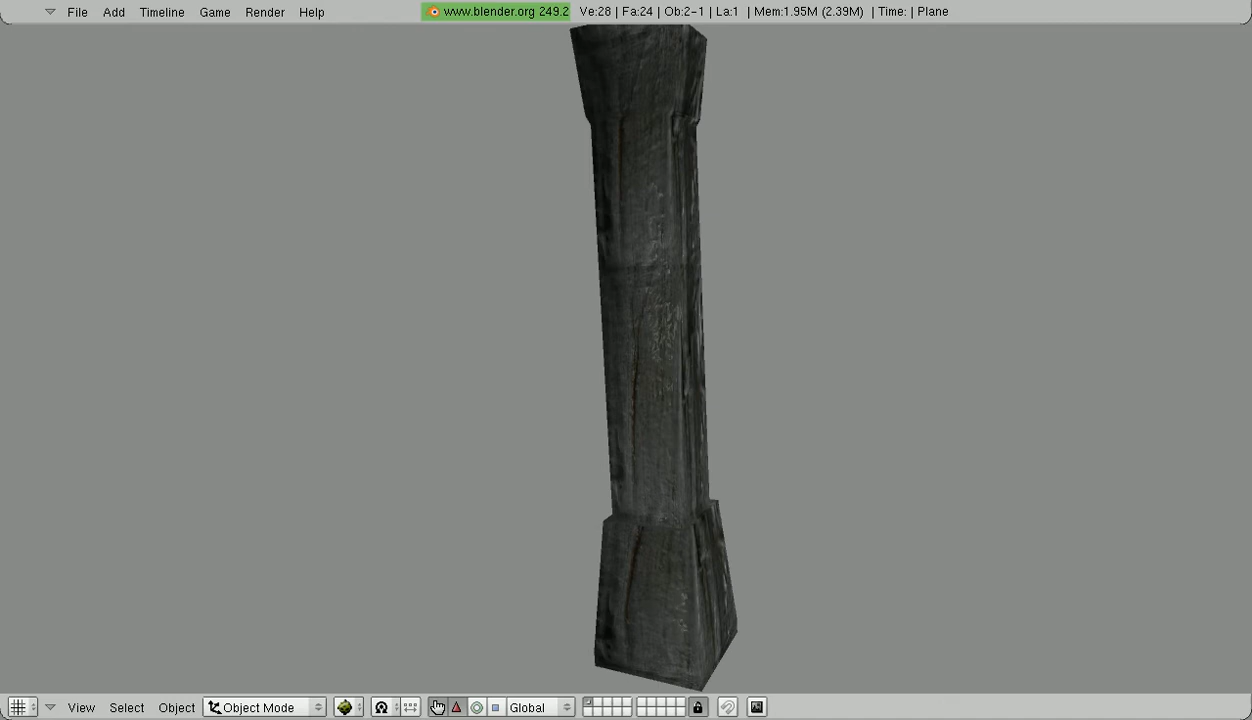 File Add Timeline Game Render Help www.blender.org 249.2 Ve:28 | Fa:24 | Ob:2-1 | La:1 | Mem:1.95M (2.39M) | Time: | Plane
View Select Object Object Mode Global